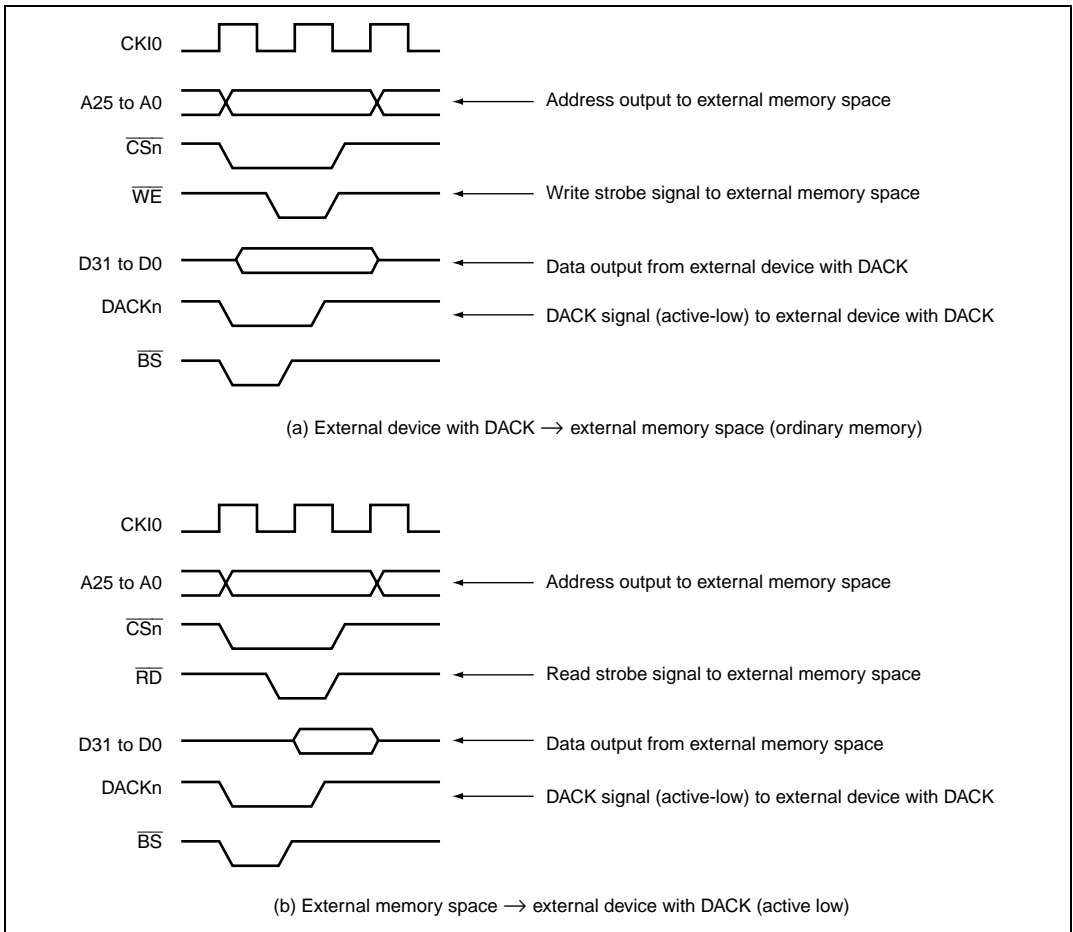 CKI0
A25 to A0
Address output to external memory space
CSn
WE
Write strobe signal to external memory space
D31 to D0
Data output from external device with DACK
DACKn
DACK signal (active-low) to external device with DACK
BS
(a) External device with DACK → external memory space (ordinary memory)
CKI0
A25 to A0
Address output to external memory space
CSn
RD
Read strobe signal to external memory space
D31 to D0
Data output from external memory space
DACKn
DACK signal (active-low) to external device with DACK
BS
(b) External memory space → external device with DACK (active low)